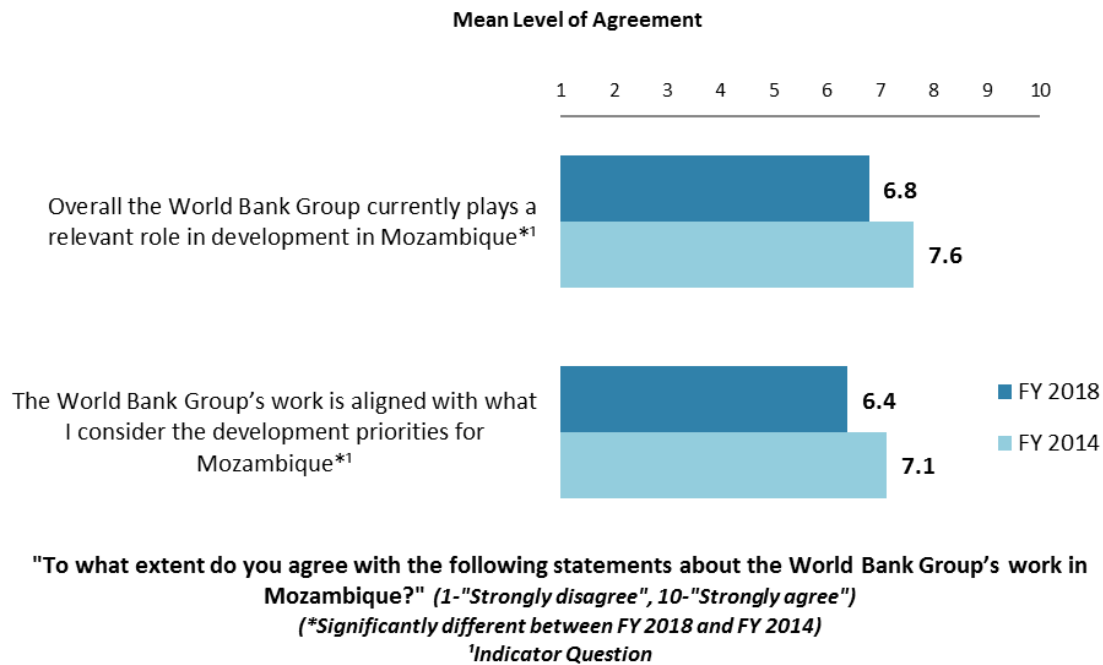 Mean Level of Agreement
1 2 3 4 5 6 7 8 9 10
Overall the World Bank Group currently plays a
relevant role in development in Mozambique*¹
6.8
7.6
The World Bank Group’s work is aligned with what
I consider the development priorities for
Mozambique*¹
6.4
7.1
FY 2018
FY 2014
"To what extent do you agree with the following statements about the World Bank Group’s work in
Mozambique?" (1-"Strongly disagree", 10-"Strongly agree")
(*Significantly different between FY 2018 and FY 2014)
¹Indicator Question